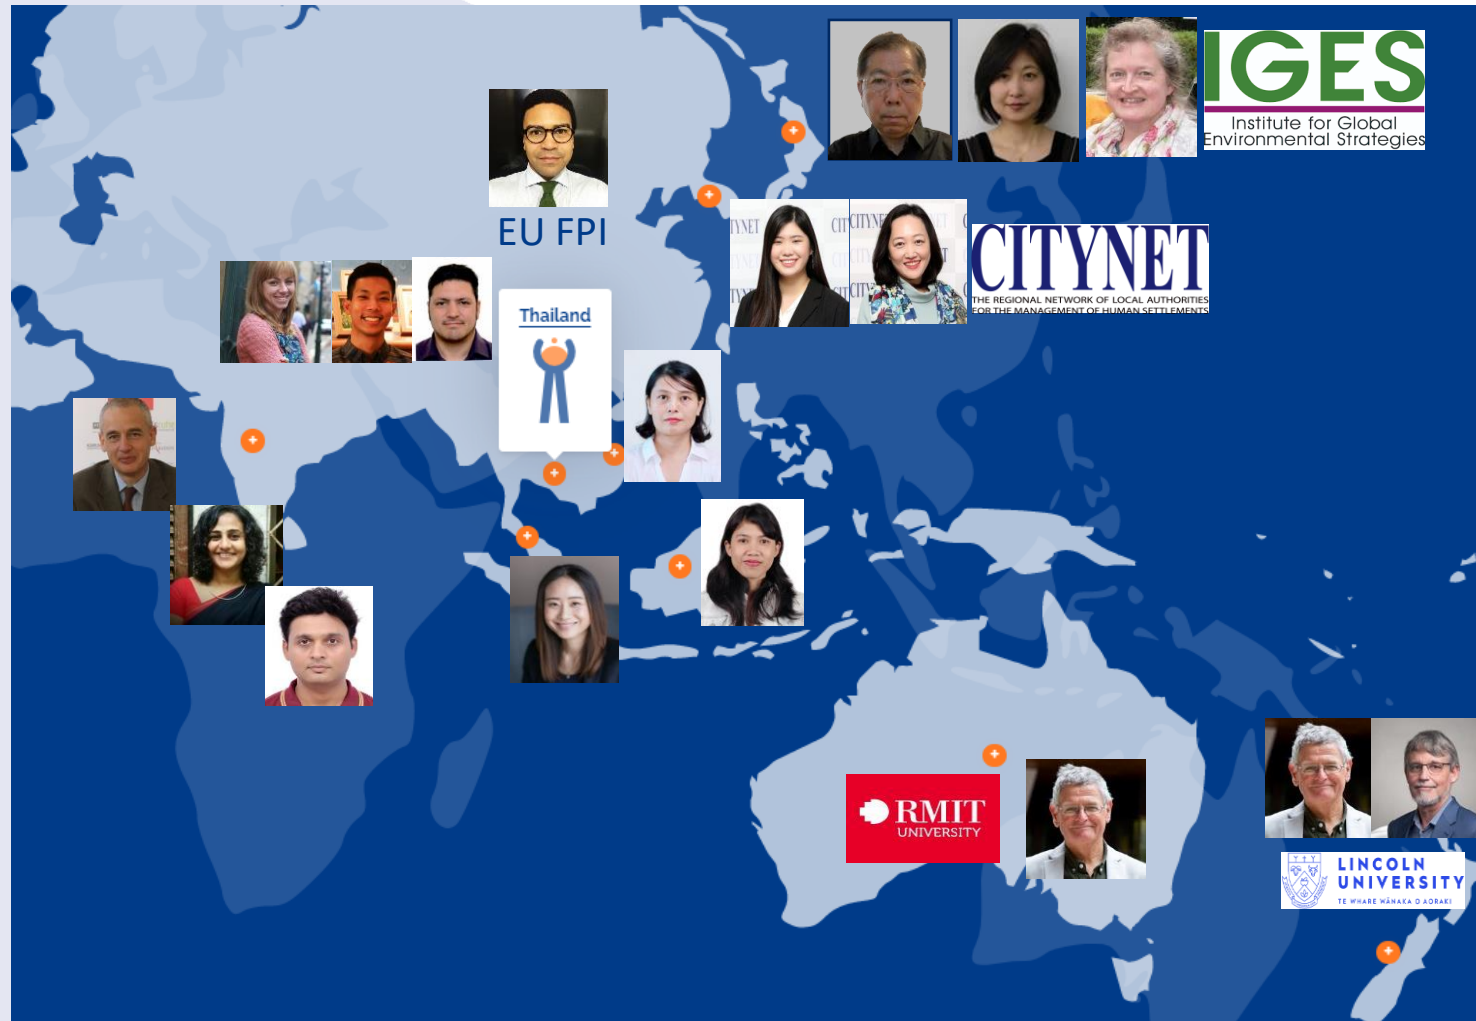 IGES
Institute for Global
Environmental Strategies
EU FPI
CITYNET
THE REGIONAL NETWORK OF LOCAL AUTHORITIES
FOR THE MANAGEMENT OF HUMAN SETTLEMENTS
Thailand
RMIT
UNIVERSITY
LINCOLN
UNIVERSITY
TE WHARE WĀNAKA O AORAKI